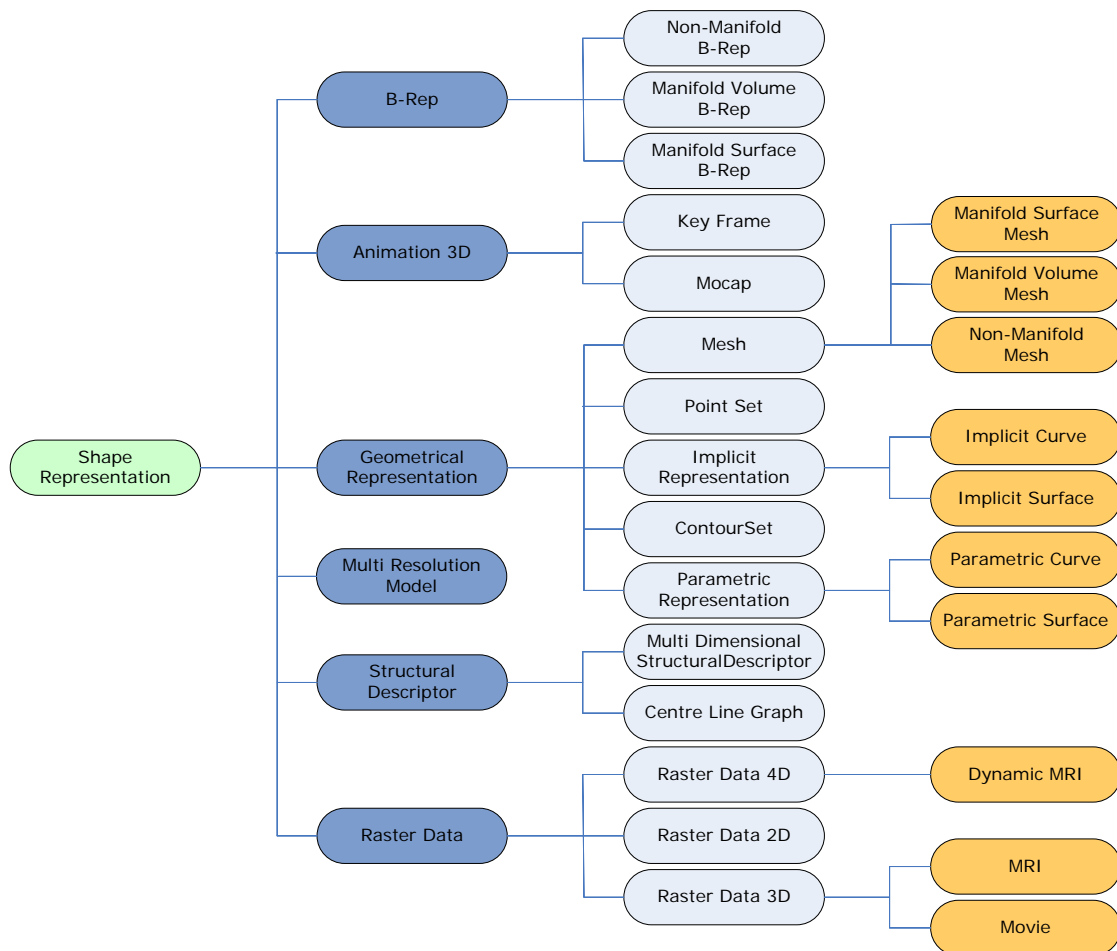 Shape
Representation
B-Rep
Non-Manifold
B-Rep
Manifold Volume
B-Rep
Manifold Surface
B-Rep
Animation 3D
Key Frame
Mocap
Geometrical
Representation
Mesh
Manifold Surface
Mesh
Manifold Volume
Mesh
Non-Manifold
Mesh
Point Set
Implicit
Representation
Implicit Curve
Implicit Surface
ContourSet
Parametric
Representation
Parametric Curve
Parametric Surface
Multi Resolution
Model
Structural
Descriptor
Multi Dimensional
StructuralDescriptor
Centre Line Graph
Raster Data
Raster Data 4D
Dynamic MRI
Raster Data 2D
Raster Data 3D
MRI
Movie